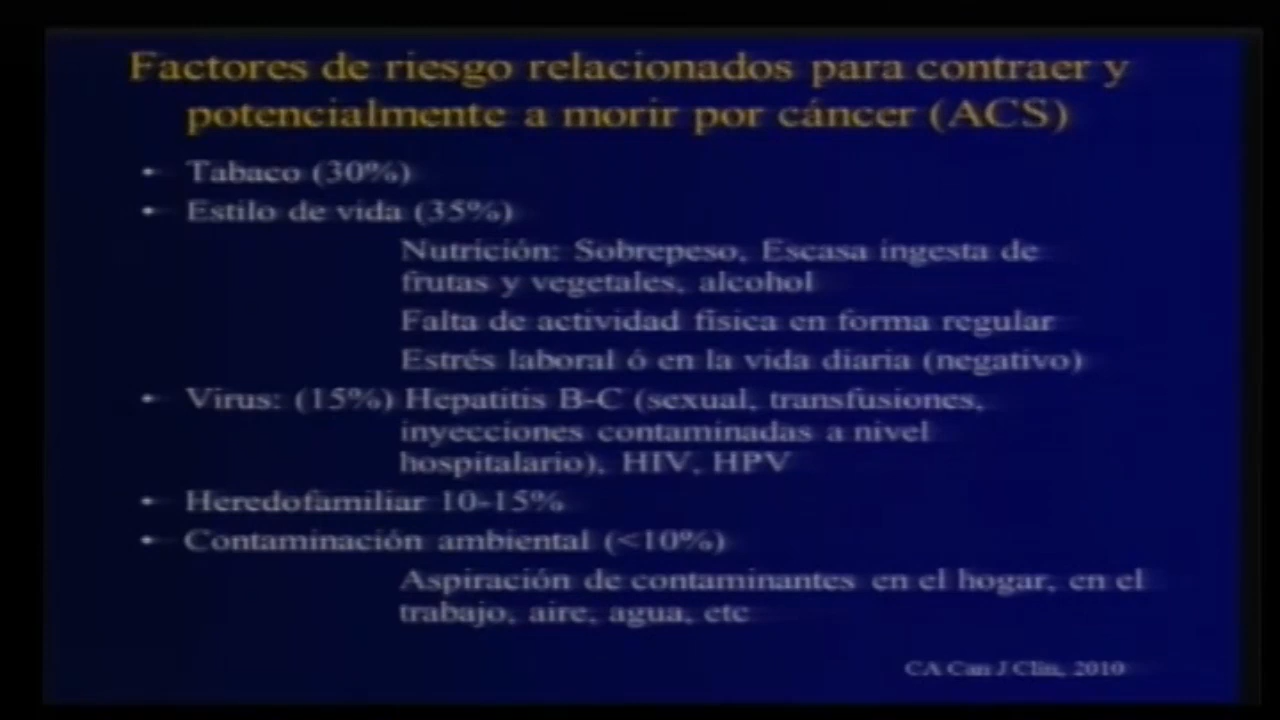 Factores de riesgo relacionados para contraer y
potencialmente a morir por cáncer (ACS)
• Tabaco (30%)
• Estilo de vida (35%)
Nutrición: Sobrepeso, Escasa ingesta de
frutas y vegetales, alcohol
Falta de actividad física en forma regular
Estrés laboral ó en la vida diaria (negativo)
• Virus: (15%) Hepatitis B-C (sexual, transfusiones,
inyecciones contaminadas a nivel
hospitalario), HIV, HPV
• Heredofamiliar 10-15%
• Contaminación ambiental (<10%)
Aspiración de contaminantes en el hogar, en el
trabajo, aire, agua, etc
CA Can J Clin, 2010